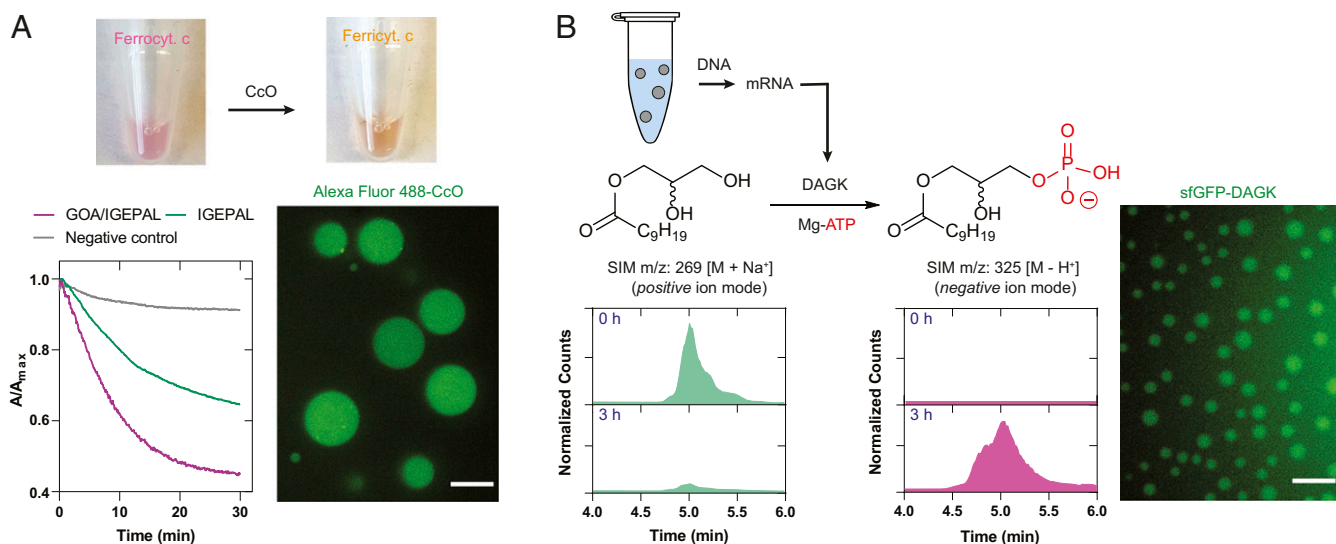 A
Ferrocyt. c
CcO
Ferricyt. c
GOA/IGEPAL
IGEPAL
Negative control
Alexa Fluor 488-CcO
A/Amax
1.0
0.8
0.6
0.4
0
10
20
30
Time (min)
B
DNA
mRNA
OH
O
OH
O
C9H19
DAGK
Mg-ATP
O
P
OH
O
O
⊖
O
OH
O
C9H19
sfGFP-DAGK
SIM m/z: 269 [M + Na+]
(positive ion mode)
SIM m/z: 325 [M - H+]
(negative ion mode)
Normalized Counts
0 h
3 h
4.0
4.5
5.0
5.5
6.0
Time (min)
Normalized Counts
0 h
3 h
4.0
4.5
5.0
5.5
6.0
Time (min)